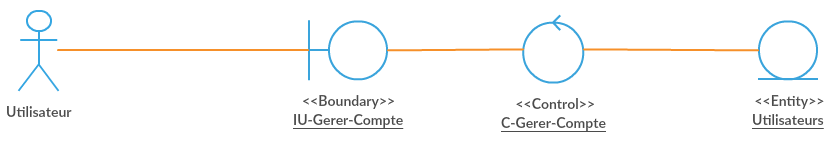 Utilisateur
<<Boundary>>
IU-Gerer-Compte
<<Control>>
C-Gerer-Compte
<<Entity>>
Utilisateurs